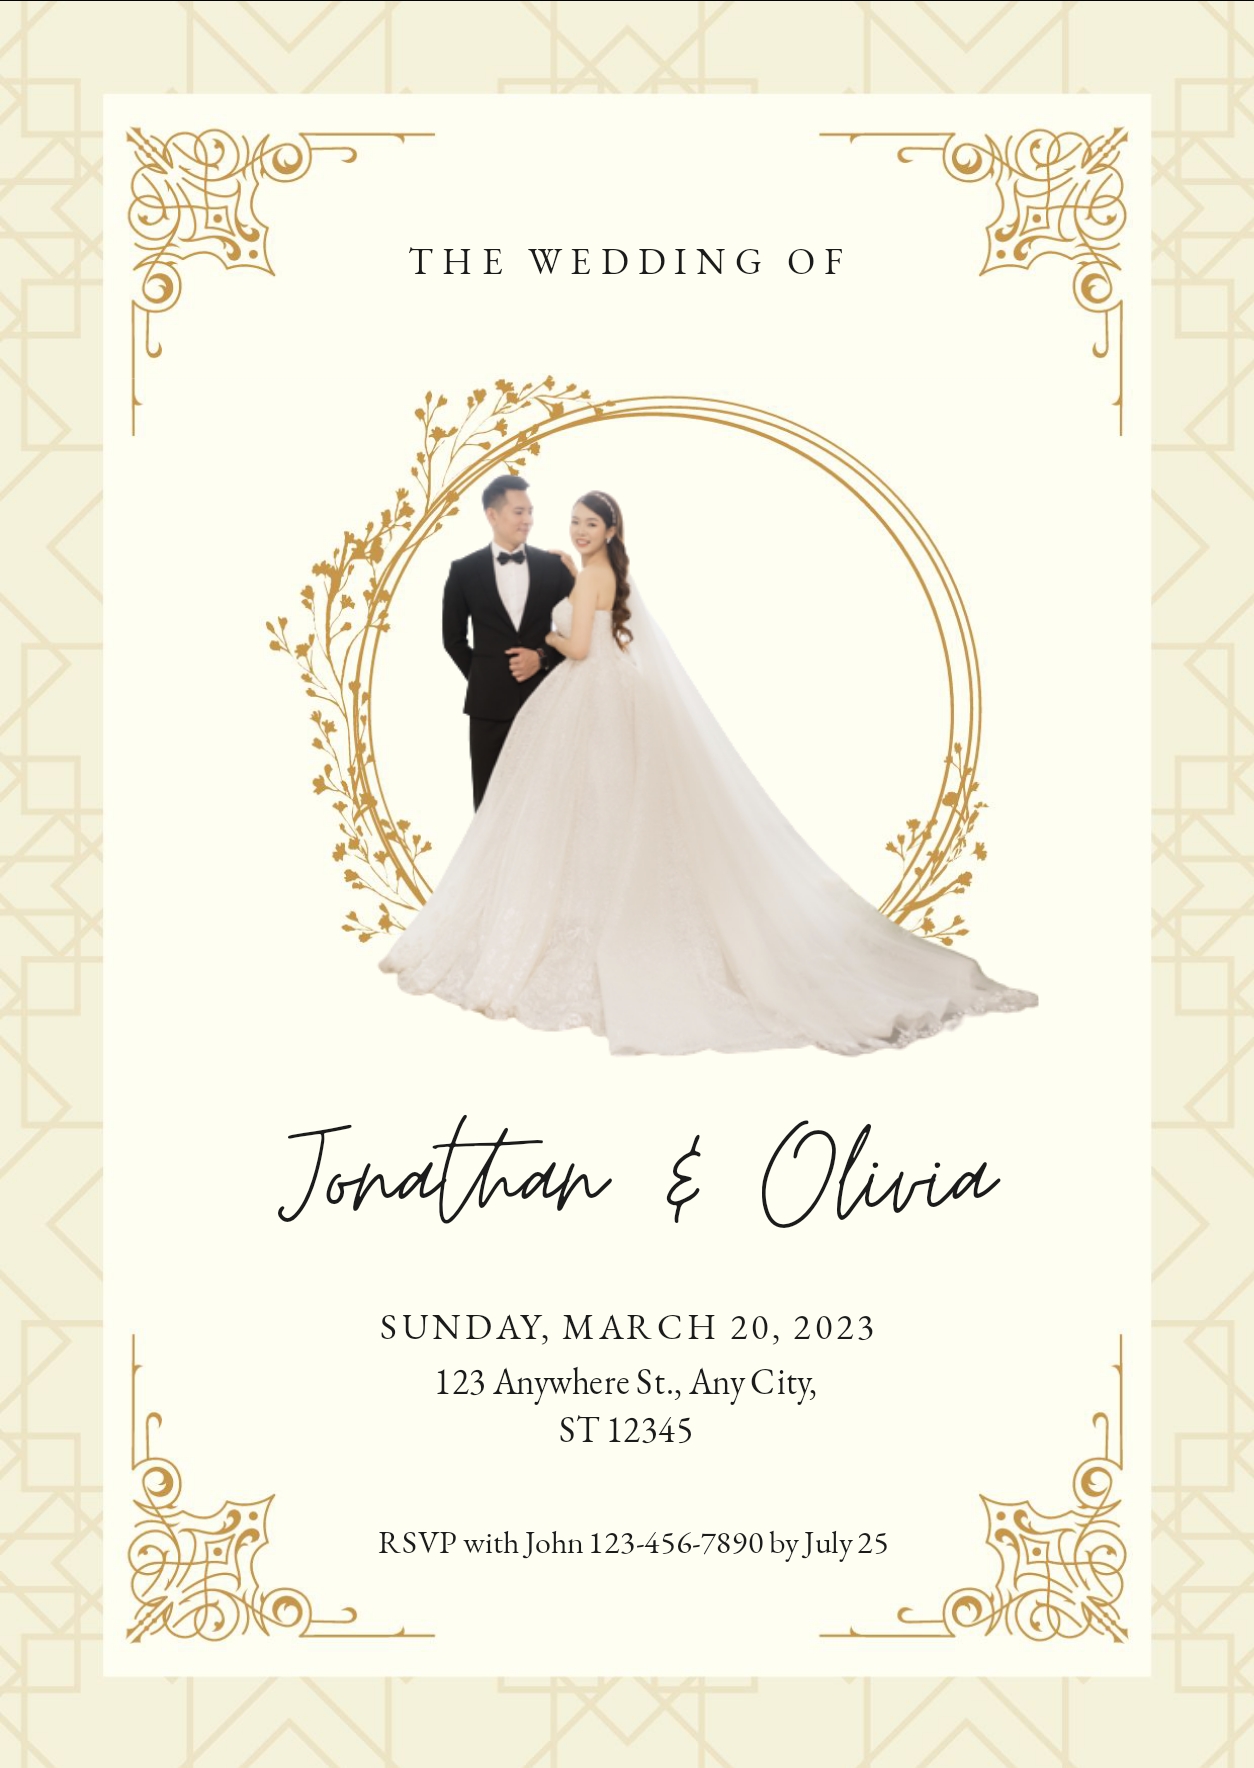 THE WEDDING OF
Jonathan & Olivia
SUNDAY, MARCH 20, 2023
123 Anywhere St., Any City,
ST 12345
RSVP with John 123-456-7890 by July 25